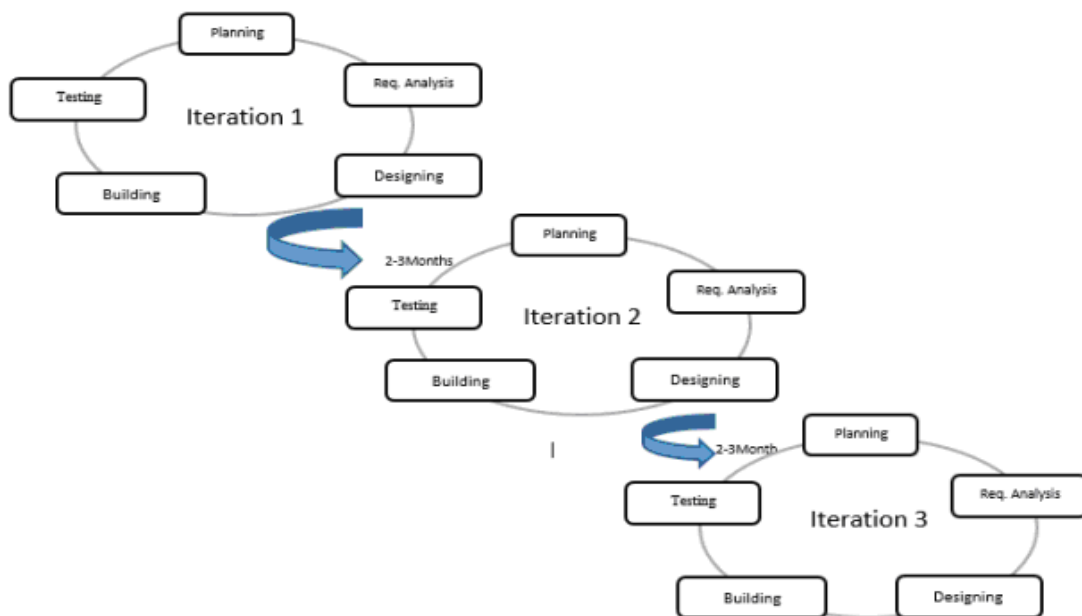 Planning
Req. Analysis
Testing
Iteration 1
Designing
Building
2-3Months
Planning
Req. Analysis
Testing
Iteration 2
Designing
Building
2-3Month
Planning
Req. Analysis
Testing
Iteration 3
Designing
Building